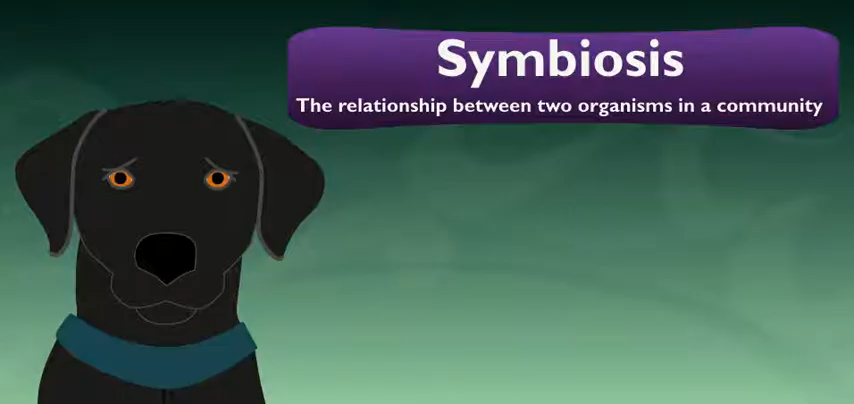 Symbiosis
The relationship between two organisms in a community